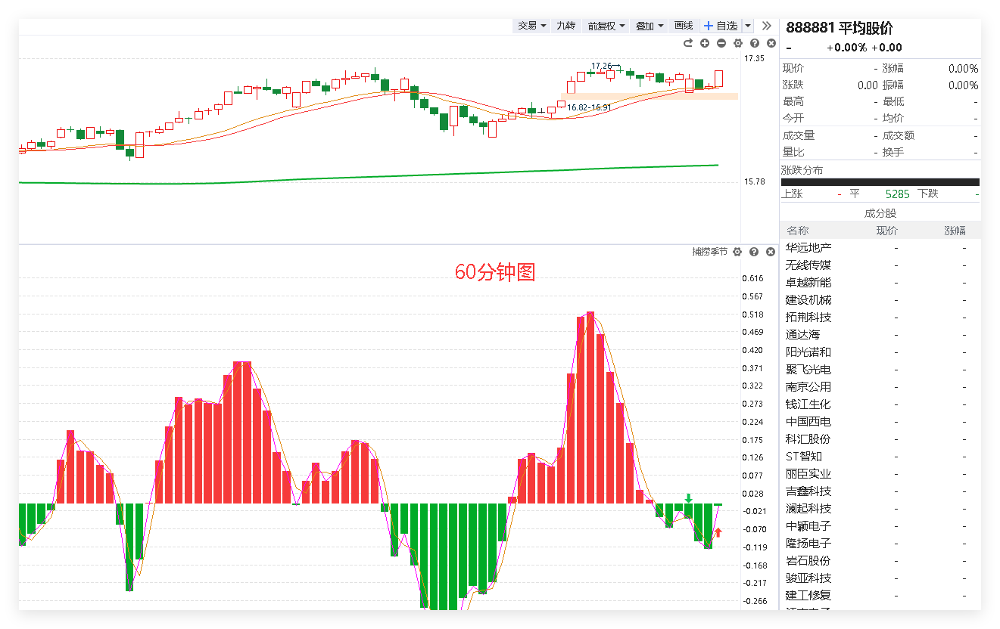 交易 九转 前复权 叠加 画线 + 自选
17.35
17.26
16.82-16.91
15.78
捕捞季节
60分钟图
0.616
0.567
0.518
0.469
0.420
0.371
0.322
0.273
0.224
0.175
0.126
0.077
0.028
-0.021
-0.070
-0.119
-0.168
-0.217
-0.266
888881 平均股价
- +0.00% +0.00
现价 - 涨幅 0.00%
涨跌 0.00 振幅 0.00%
最高 - 最低 -
今开 - 均价 -
成交量 - 成交额 -
量比 - 换手 -
涨跌分布
上涨 - 平 5285 下跌 -
成分股
名称 现价 涨幅
华远地产 - -
无线传媒 - -
卓越新能 - -
建设机械 - -
拓荆科技 - -
通达海 - -
阳光诺和 - -
聚飞光电 - -
南京公用 - -
钱江生化 - -
中国西电 - -
科汇股份 - -
ST智知 - -
丽臣实业 - -
吉鑫科技 - -
澜起科技 - -
中颖电子 - -
隆扬电子 - -
岩石股份 - -
骏亚科技 - -
建工修复 - -